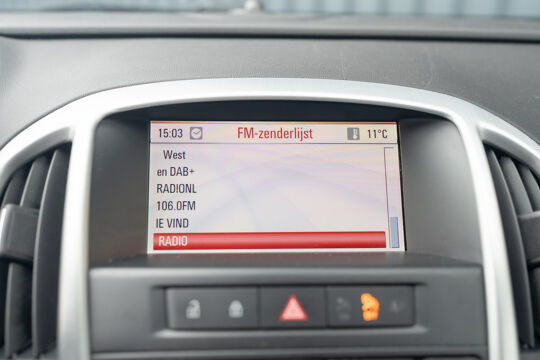 15:03 FM-zenderlijst 11°C
West
en DAB+
RADIONL
106.0FM
IE VIND
RADIO